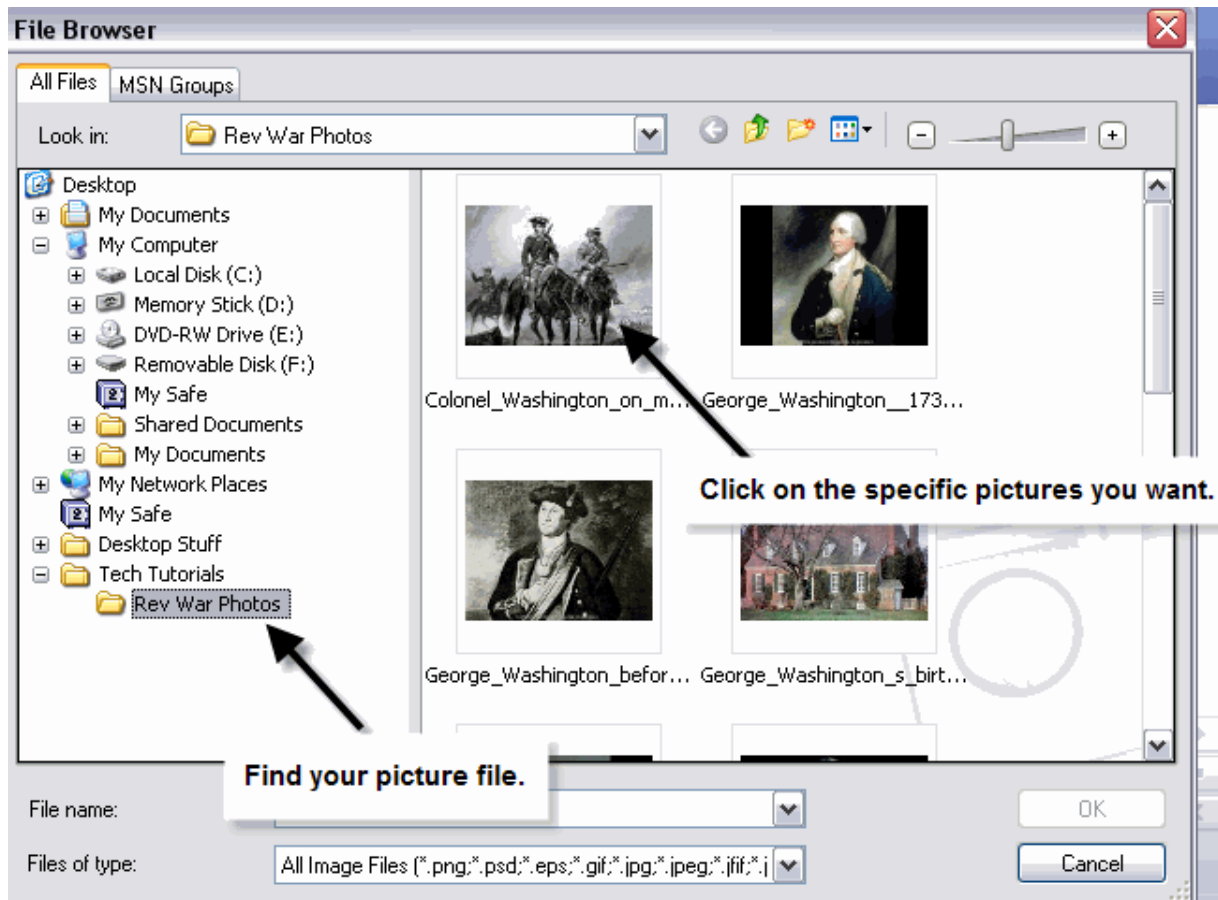 File Browser
All Files MSN Groups
Look in: Rev War Photos
Desktop
My Documents
My Computer
Local Disk (C:)
Memory Stick (D:)
DVD-RW Drive (E:)
Removable Disk (F:)
My Safe
Shared Documents
My Documents
My Network Places
My Safe
Desktop Stuff
Tech Tutorials
Rev War Photos
Colonel_Washington_on_m... George_Washington__173...
Click on the specific pictures you want.
George_Washington_befor... George_Washington_s_birt...
Find your picture file.
File name: OK
Files of type: All Image Files (*.png;*.psd;*.eps;*.gif;*.jpg;*.jpeg;*.jfif;*.j Cancel